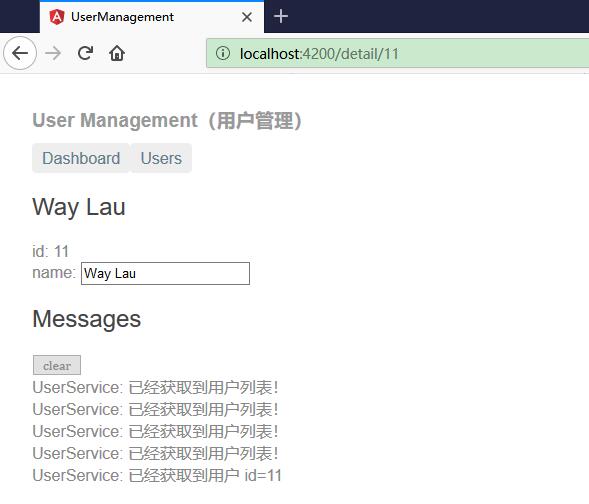 UserManagement
localhost:4200/detail/11
User Management（用户管理）
Dashboard Users
Way Lau
id: 11
name: Way Lau
Messages
clear
UserService: 已经获取到用户列表！
UserService: 已经获取到用户列表！
UserService: 已经获取到用户列表！
UserService: 已经获取到用户列表！
UserService: 已经获取到用户 id=11